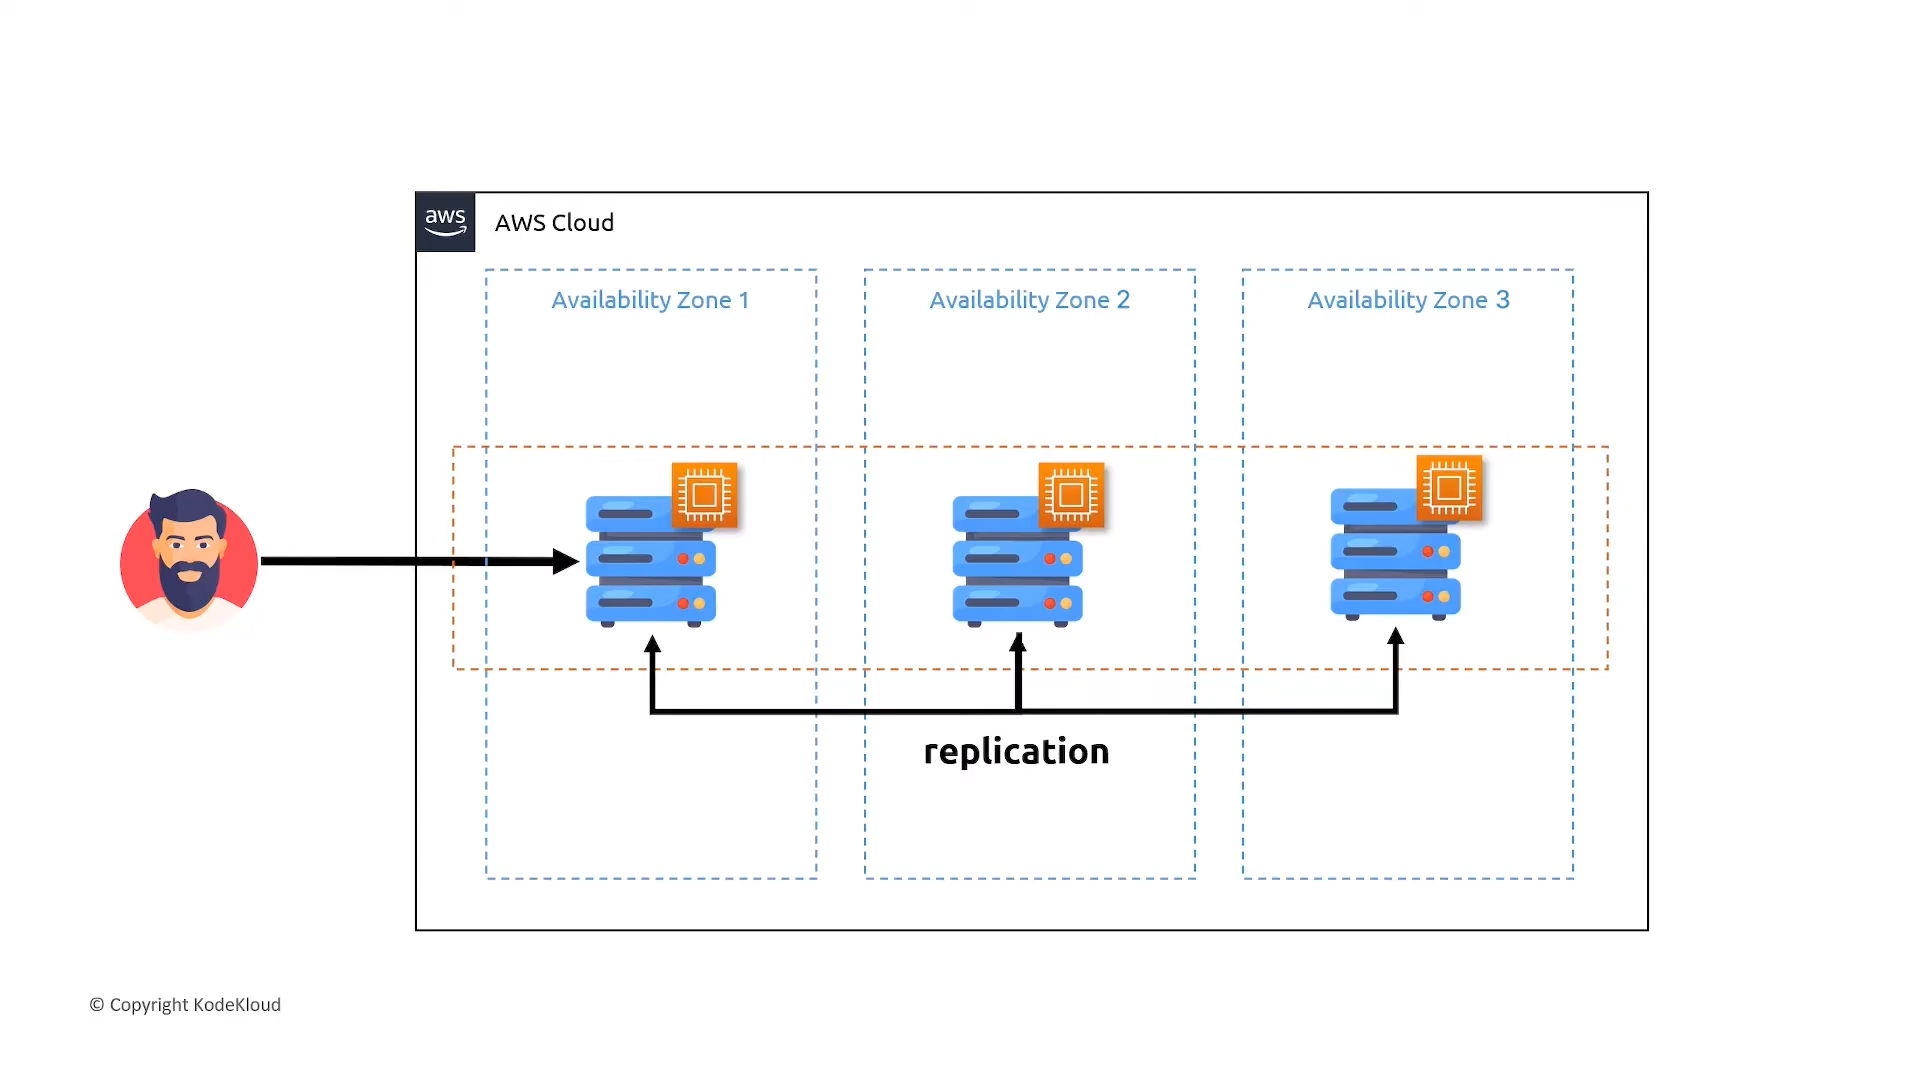 aws
AWS Cloud
Availability Zone 1
Availability Zone 2
Availability Zone 3
replication
© Copyright KodeKloud